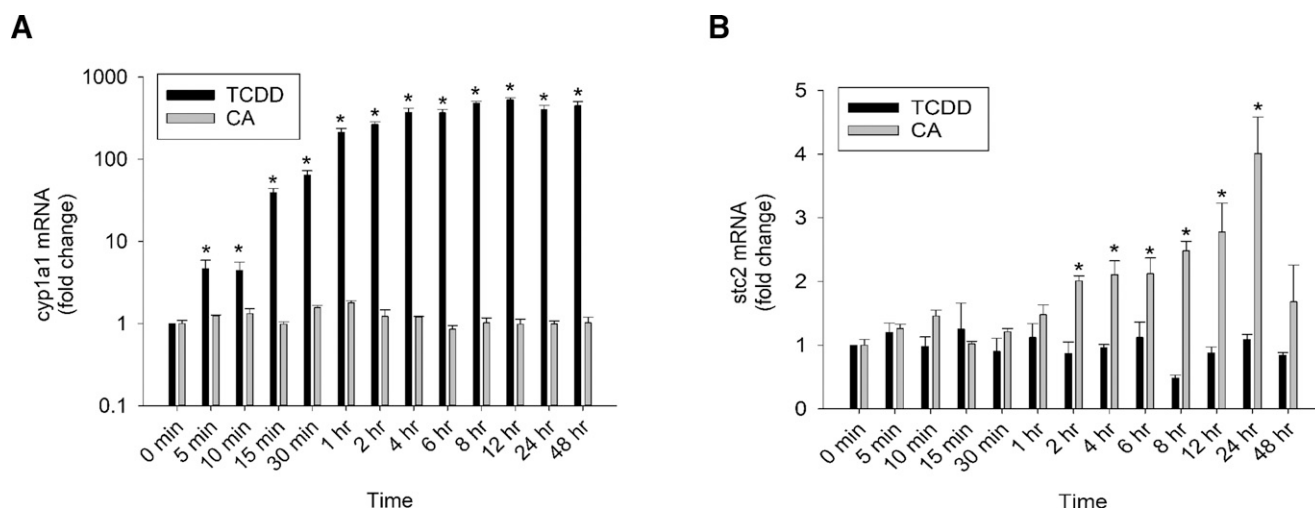 A
cyp1a1 mRNA
(fold change)
1000
100
10
1
0.1
TCDD
CA
* * * * * * * * * * * *
0 min
5 min
10 min
15 min
30 min
1 hr
2 hr
4 hr
6 hr
8 hr
12 hr
24 hr
48 hr
Time
B
stc2 mRNA
(fold change)
5
4
3
2
1
0
TCDD
CA
* * * * * *
0 min
5 min
10 min
15 min
30 min
1 hr
2 hr
4 hr
6 hr
8 hr
12 hr
24 hr
48 hr
Time